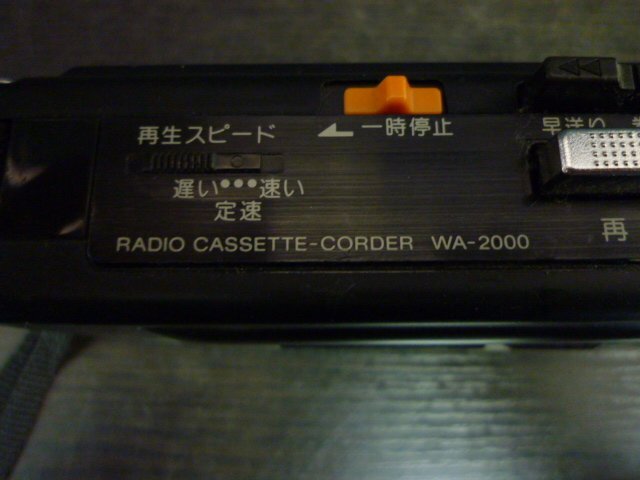 再生スピード
一時停止
早送り
遅い•••速い
定速
再
RADIO CASSETTE-CORDER WA-2000